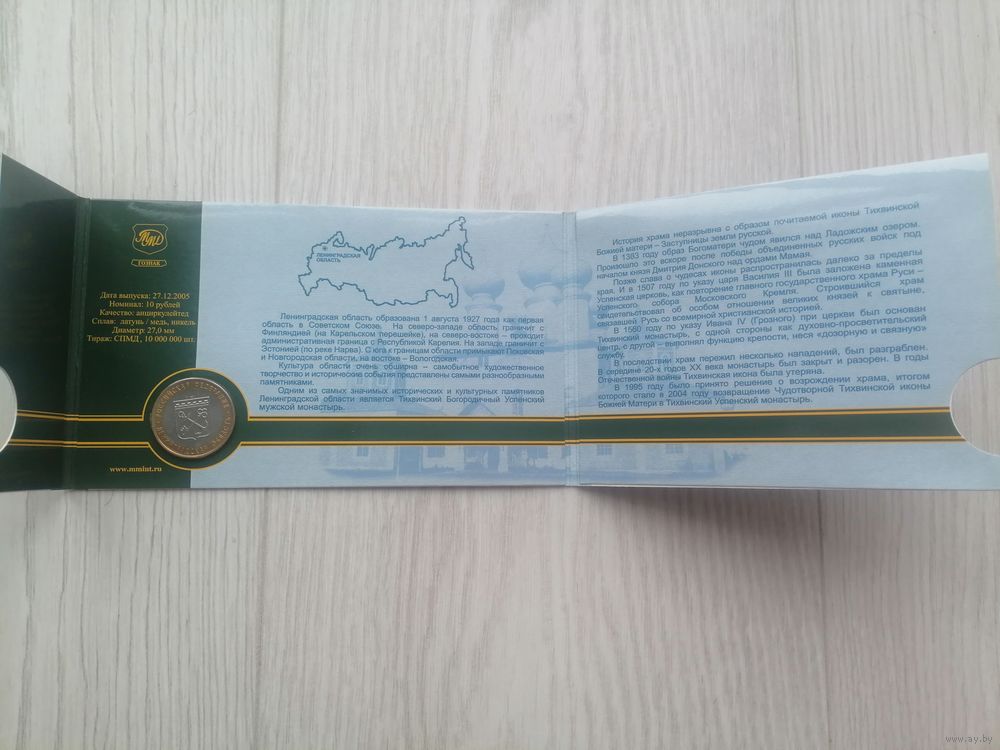 ММД
ГОЗНАК
Дата выпуска: 27.12.2005
Номинал: 10 рублей
Качество: анциркулейтед
Сплав: латунь / медь, никель
Диаметр: 27,0 мм
Тираж: СПМД , 10 000 000 шт.
РОССИЙСКАЯ ФЕДЕРАЦИЯ
ЛЕНИНГРАДСКАЯ ОБЛАСТЬ
www.mmint.ru
ЛЕНИНГРАДСКАЯ
ОБЛАСТЬ
Ленинградская область образована 1 августа 1927 года как первая
область в Советском Союзе. На северо-западе область граничит с
Финляндией (на Карельском перешейке), на северо-востоке – проходит
административная граница с Республикой Карелия. На западе граничит с
Эстонией (по реке Нарва). С юга к границам области примыкают Псковская
и Новгородская области, на востоке – Вологодская.
Культура области очень обширна – самобытное художественное
творчество и исторические события представлены самыми разнообразными
памятниками.
Одним из самых значимых исторических и культурных памятников
Ленинградской области является Тихвинский Богородичный Успенский
мужской монастырь.
История храма неразрывна с образом почитаемой иконы Тихвинской
Божией матери – Заступницы земли русской.
В 1383 году образ Богоматери чудом явился над Ладожским озером.
Произошло это вскоре после победы объединенных русских войск под
началом князя Дмитрия Донского над ордами Мамая.
Позже слава о чудесах иконы распространилась далеко за пределы
края. И в 1507 году по указу царя Василия III была заложена каменная
Успенская церковь, как повторение главного государственного храма Руси –
Успенского собора Московского Кремля. Строившийся храм
свидетельствовал об особом отношении великих князей к святыне,
связавшей Русь со всемирной христианской историей.
В 1560 году по указу Ивана IV (Грозного) при церкви был основан
Тихвинский монастырь, с одной стороны как духовно-просветительский
центр, с другой – выполнял функцию крепости, неся «дозорную и связную»
службу.
В последствии храм пережил несколько нападений, был разграблен.
В середине 20-х годов ХХ века монастырь был закрыт и разорен. В годы
Отечественной войны Тихвинская икона была утеряна.
В 1995 году было принято решение о возрождении храма, итогом
которого стало в 2004 году возвращение Чудотворной Тихвинской иконы
Божией Матери в Тихвинский Успенский монастырь.
www.ay.by